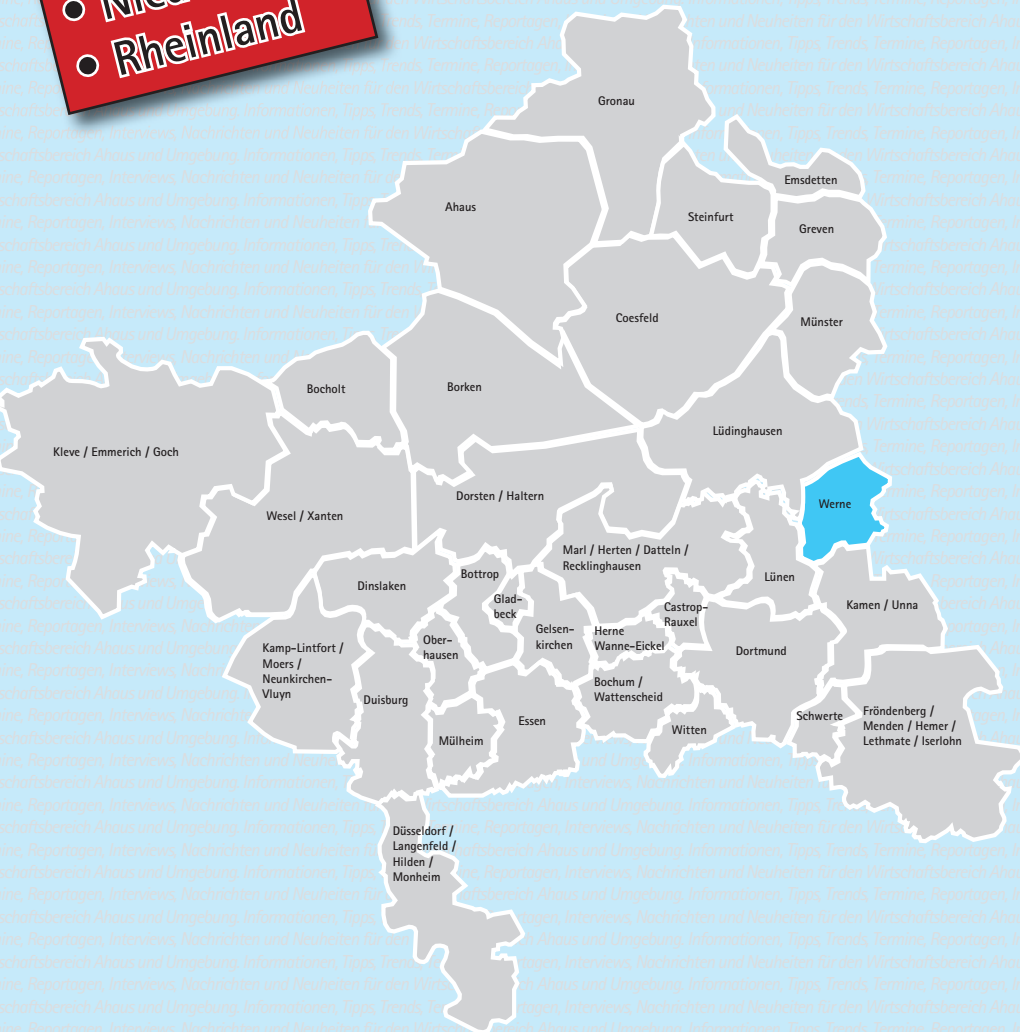 • Rheinland
Gronau
Emsdetten
Ahaus
Steinfurt
Greven
Coesfeld
Münster
Bocholt
Borken
Lüdinghausen
Kleve / Emmerich / Goch
Dorsten / Haltern
Werne
Wesel / Xanten
Marl / Herten / Datteln /
Recklinghausen
Bottrop
Lünen
Dinslaken
Glad-
beck
Kamen / Unna
Castrop-
Rauxel
Gelsen-
kirchen
Herne
Wanne-Eickel
Ober-
hausen
Kamp-Lintfort /
Moers /
Neunkirchen-
Vluyn
Dortmund
Bochum /
Wattenscheid
Duisburg
Essen
Schwerte
Fröndenberg /
Menden / Hemer /
Lethmate / Iserlohn
Witten
Mülheim
Düsseldorf /
Langenfeld /
Hilden /
Monheim